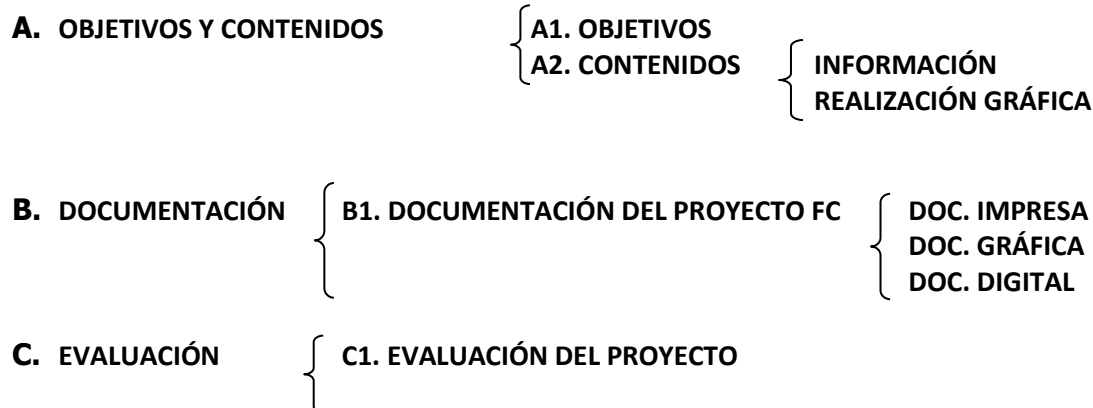 A. OBJETIVOS Y CONTENIDOS A1. OBJETIVOS
A2. CONTENIDOS INFORMACIÓN
REALIZACIÓN GRÁFICA
B. DOCUMENTACIÓN B1. DOCUMENTACIÓN DEL PROYECTO FC DOC. IMPRESA
DOC. GRÁFICA
DOC. DIGITAL
C. EVALUACIÓN C1. EVALUACIÓN DEL PROYECTO